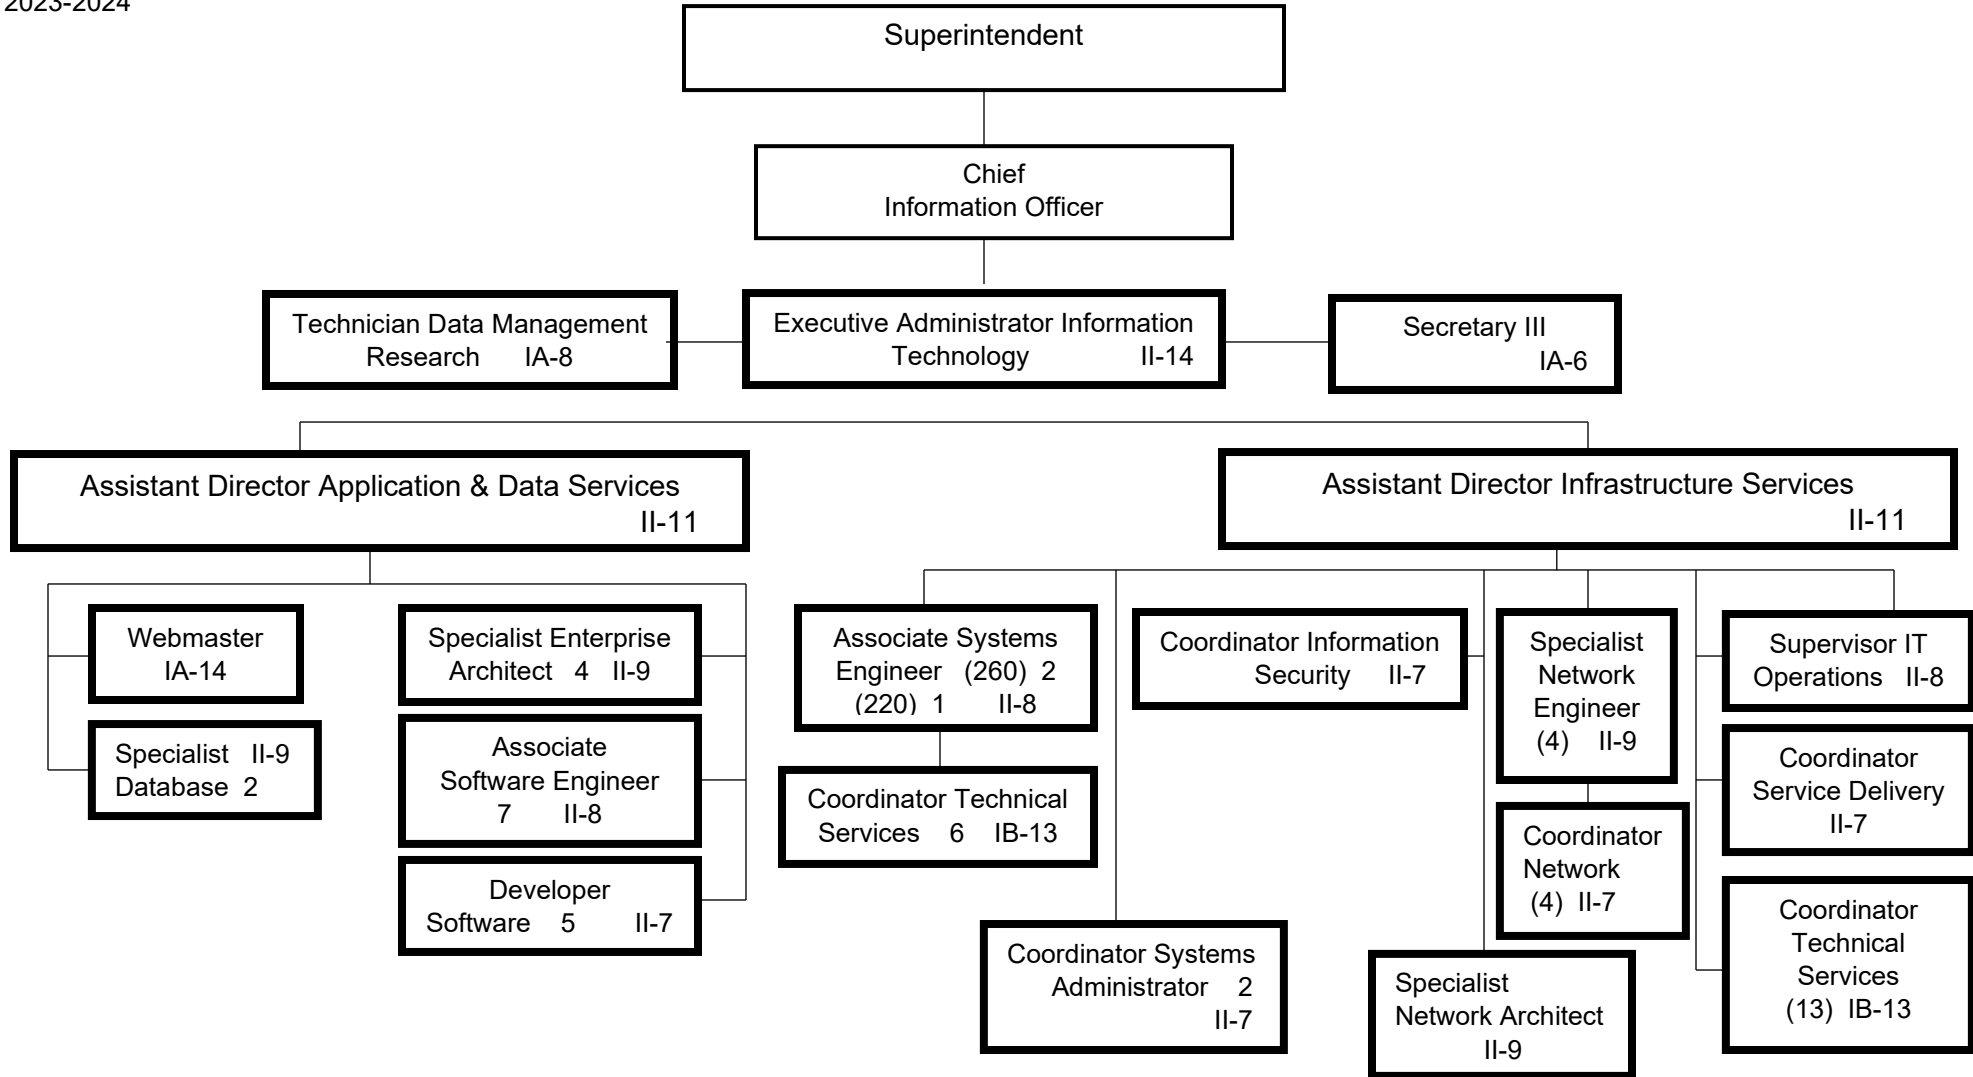 2023-2024
Superintendent
Chief
Information Officer
Technician Data Management
Research IA-8
Executive Administrator Information
Technology II-14
Secretary III
IA-6
Assistant Director Application & Data Services
II-11
Assistant Director Infrastructure Services
II-11
Webmaster
IA-14
Specialist II-9
Database 2
Specialist Enterprise
Architect 4 II-9
Associate
Software Engineer
7 II-8
Developer
Software 5 II-7
Associate Systems
Engineer (260) 2
(220) 1 II-8
Coordinator Technical
Services 6 IB-13
Coordinator Systems
Administrator 2
II-7
Coordinator Information
Security II-7
Specialist
Network Architect
II-9
Specialist
Network
Engineer
(4) II-9
Coordinator
Network
(4) II-7
Supervisor IT
Operations II-8
Coordinator
Service Delivery
II-7
Coordinator
Technical
Services
(13) IB-13